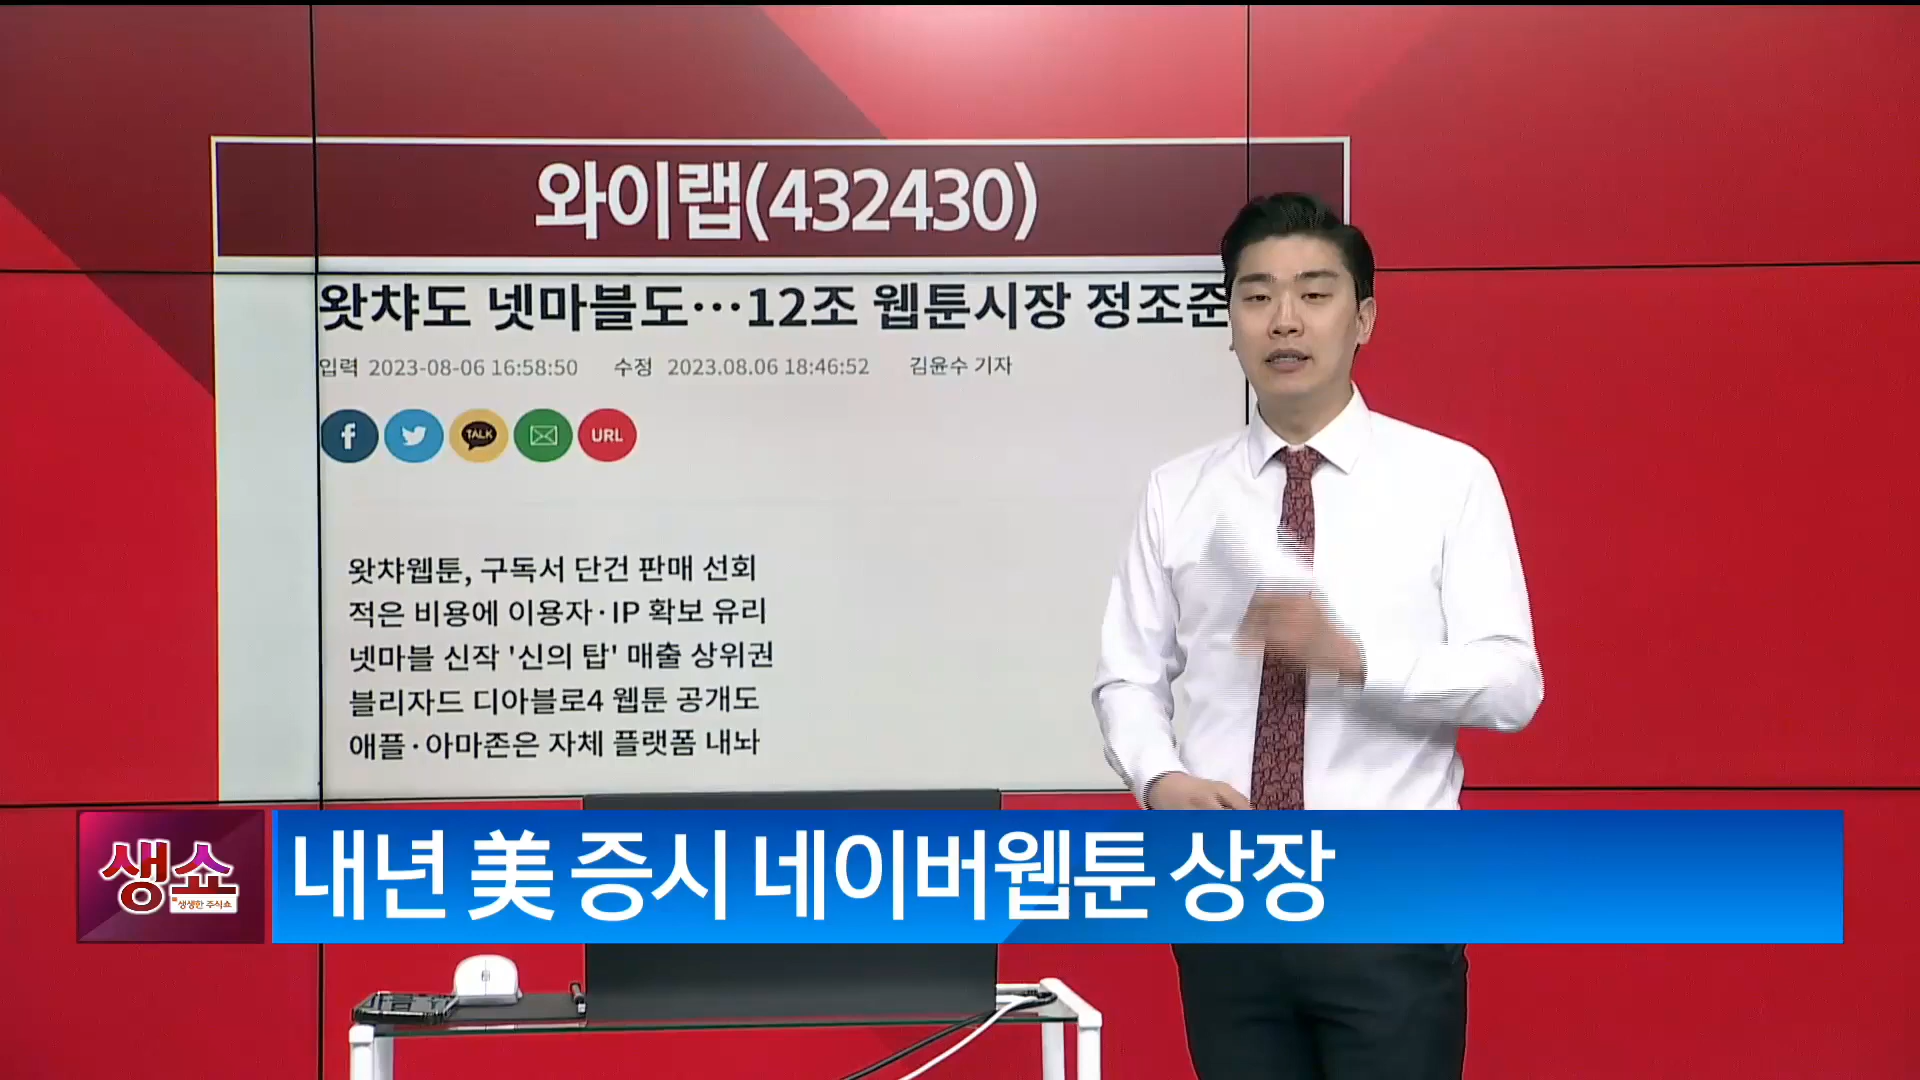 와이랩(432430)
왓챠도 넷마블도…12조 웹툰시장 정조준
입력 2023-08-06 16:58:50 수정 2023.08.06 18:46:52 김윤수 기자
f TALK URL
왓챠웹툰, 구독서 단건 판매 선회
적은 비용에 이용자·IP 확보 유리
넷마블 신작 '신의 탑' 매출 상위권
블리자드 디아블로4 웹툰 공개도
애플·아마존은 자체 플랫폼 내놔
생쇼
생생한 주식쇼
내년 美 증시 네이버웹툰 상장